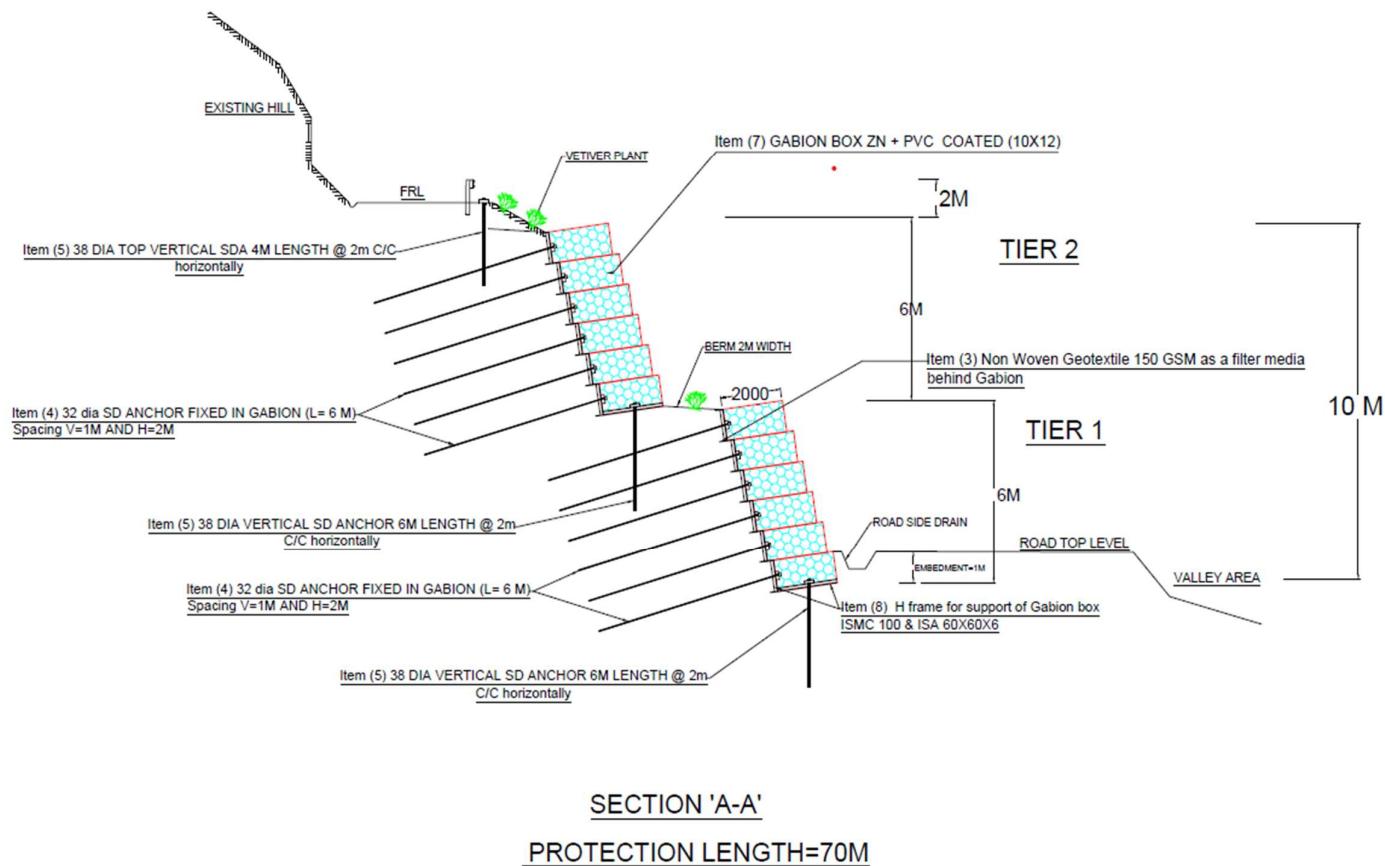 EXISTING HILL
Item (7) GABION BOX ZN + PVC COATED (10X12)
VETIVER PLANT
FRL
2M
Item (5) 38 DIA TOP VERTICAL SDA 4M LENGTH @ 2m C/C
horizontally
TIER 2
6M
BERM 2M WIDTH
Item (3) Non Woven Geotextile 150 GSM as a filter media
behind Gabion
2000
10 M
Item (4) 32 dia SD ANCHOR FIXED IN GABION (L= 6 M)
Spacing V=1M AND H=2M
TIER 1
6M
Item (5) 38 DIA VERTICAL SD ANCHOR 6M LENGTH @ 2m
C/C horizontally
ROAD SIDE DRAIN
ROAD TOP LEVEL
EMBEDMENT=1M
VALLEY AREA
Item (4) 32 dia SD ANCHOR FIXED IN GABION (L= 6 M)
Spacing V=1M AND H=2M
Item (8) H frame for support of Gabion box
ISMC 100 & ISA 60X60X6
Item (5) 38 DIA VERTICAL SD ANCHOR 6M LENGTH @ 2m
C/C horizontally
SECTION 'A-A'
PROTECTION LENGTH=70M